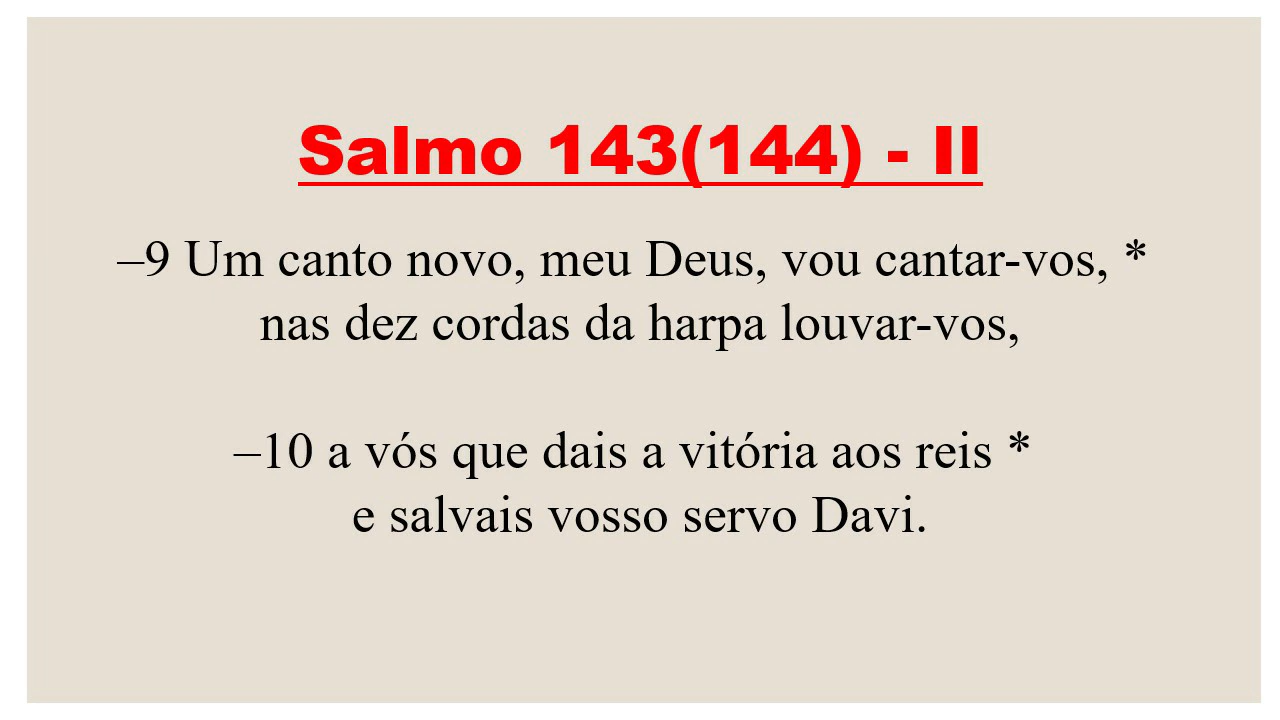 Salmo 143(144) - II
–9 Um canto novo, meu Deus, vou cantar-vos, *
nas dez cordas da harpa louvar-vos,
–10 a vós que dais a vitória aos reis *
e salvais vosso servo Davi.